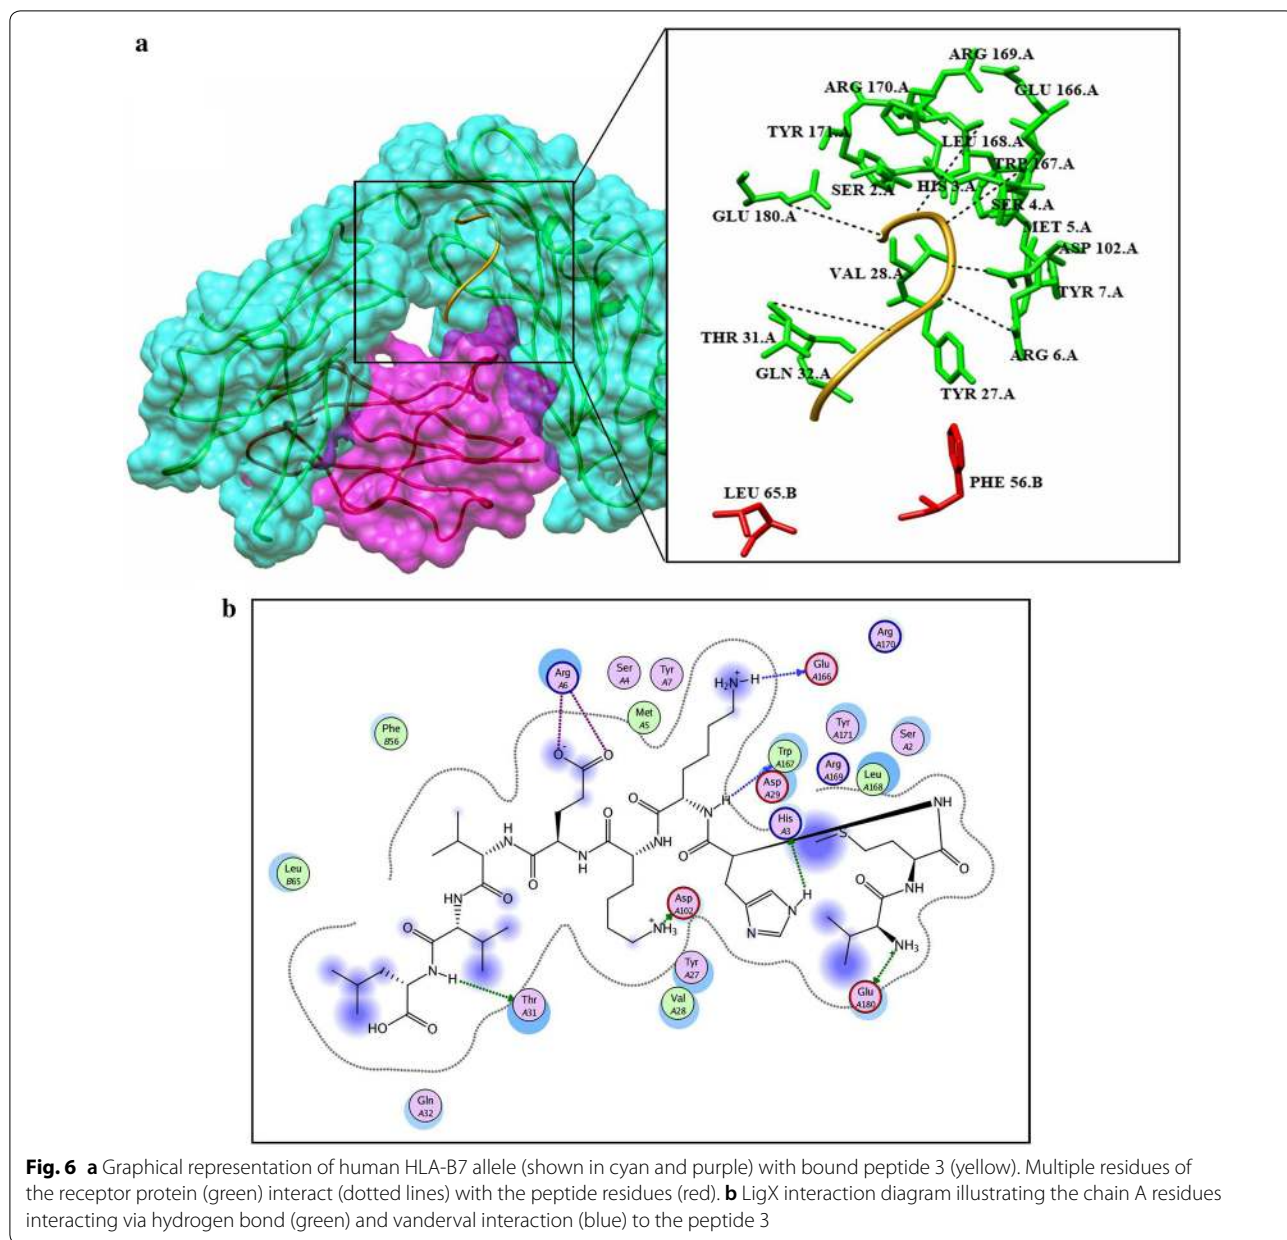 a
ARG 169.A
ARG 170.A
GLU 166.A
TYR 171.A
LEU 168.A
TRP 167.A
SER 2.A
HIS 3.A
SER 4.A
GLU 180.A
MET 5.A
ASP 102.A
VAL 28.A
TYR 7.A
THR 31.A
ARG 6.A
GLN 32.A
TYR 27.A
PHE 56.B
LEU 65.B
b
Arg
A170
Arg
A6
Ser
A4
Tyr
A7
Glu
A166
H₂N⁺ H
Met
A5
Phe
B56
Tyr
A171
Ser
A2
O⁻ O
Trp
A167
Arg
A169
Leu
A168
Asp
A29
O O H
N
NH
His
A3
S
H
N
O
N
H
N
H
O
O
Leu
B65
O
H
N
O
O
NH
H
N
Asp
A102
N
N
O
N
H
⁺NH₃
NH₃⁺
Tyr
A27
Glu
A180
Val
A28
Thr
A31
HO O
Gln
A32
Fig. 6 a Graphical representation of human HLA-B7 allele (shown in cyan and purple) with bound peptide 3 (yellow). Multiple residues of
the receptor protein (green) interact (dotted lines) with the peptide residues (red). b LigX interaction diagram illustrating the chain A residues
interacting via hydrogen bond (green) and vanderval interaction (blue) to the peptide 3